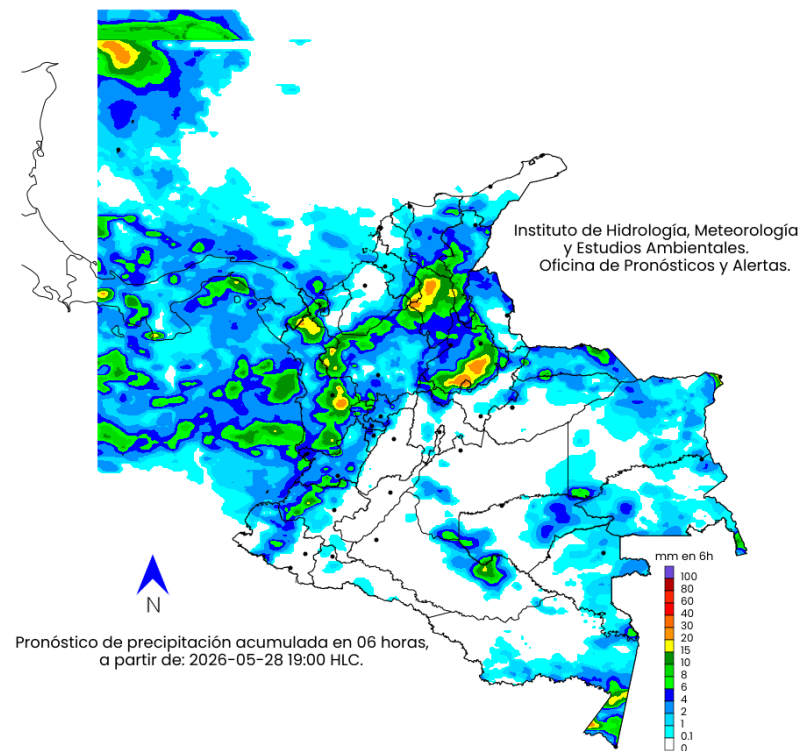 Instituto de Hidrología, Meteorología
y Estudios Ambientales.
Oficina de Pronósticos y Alertas.
mm en 6h
100
80
60
40
30
20
15
10
8
6
4
2
1
0.1
0
N
Pronóstico de precipitación acumulada en 06 horas,
a partir de: 2026-05-28 19:00 HLC.